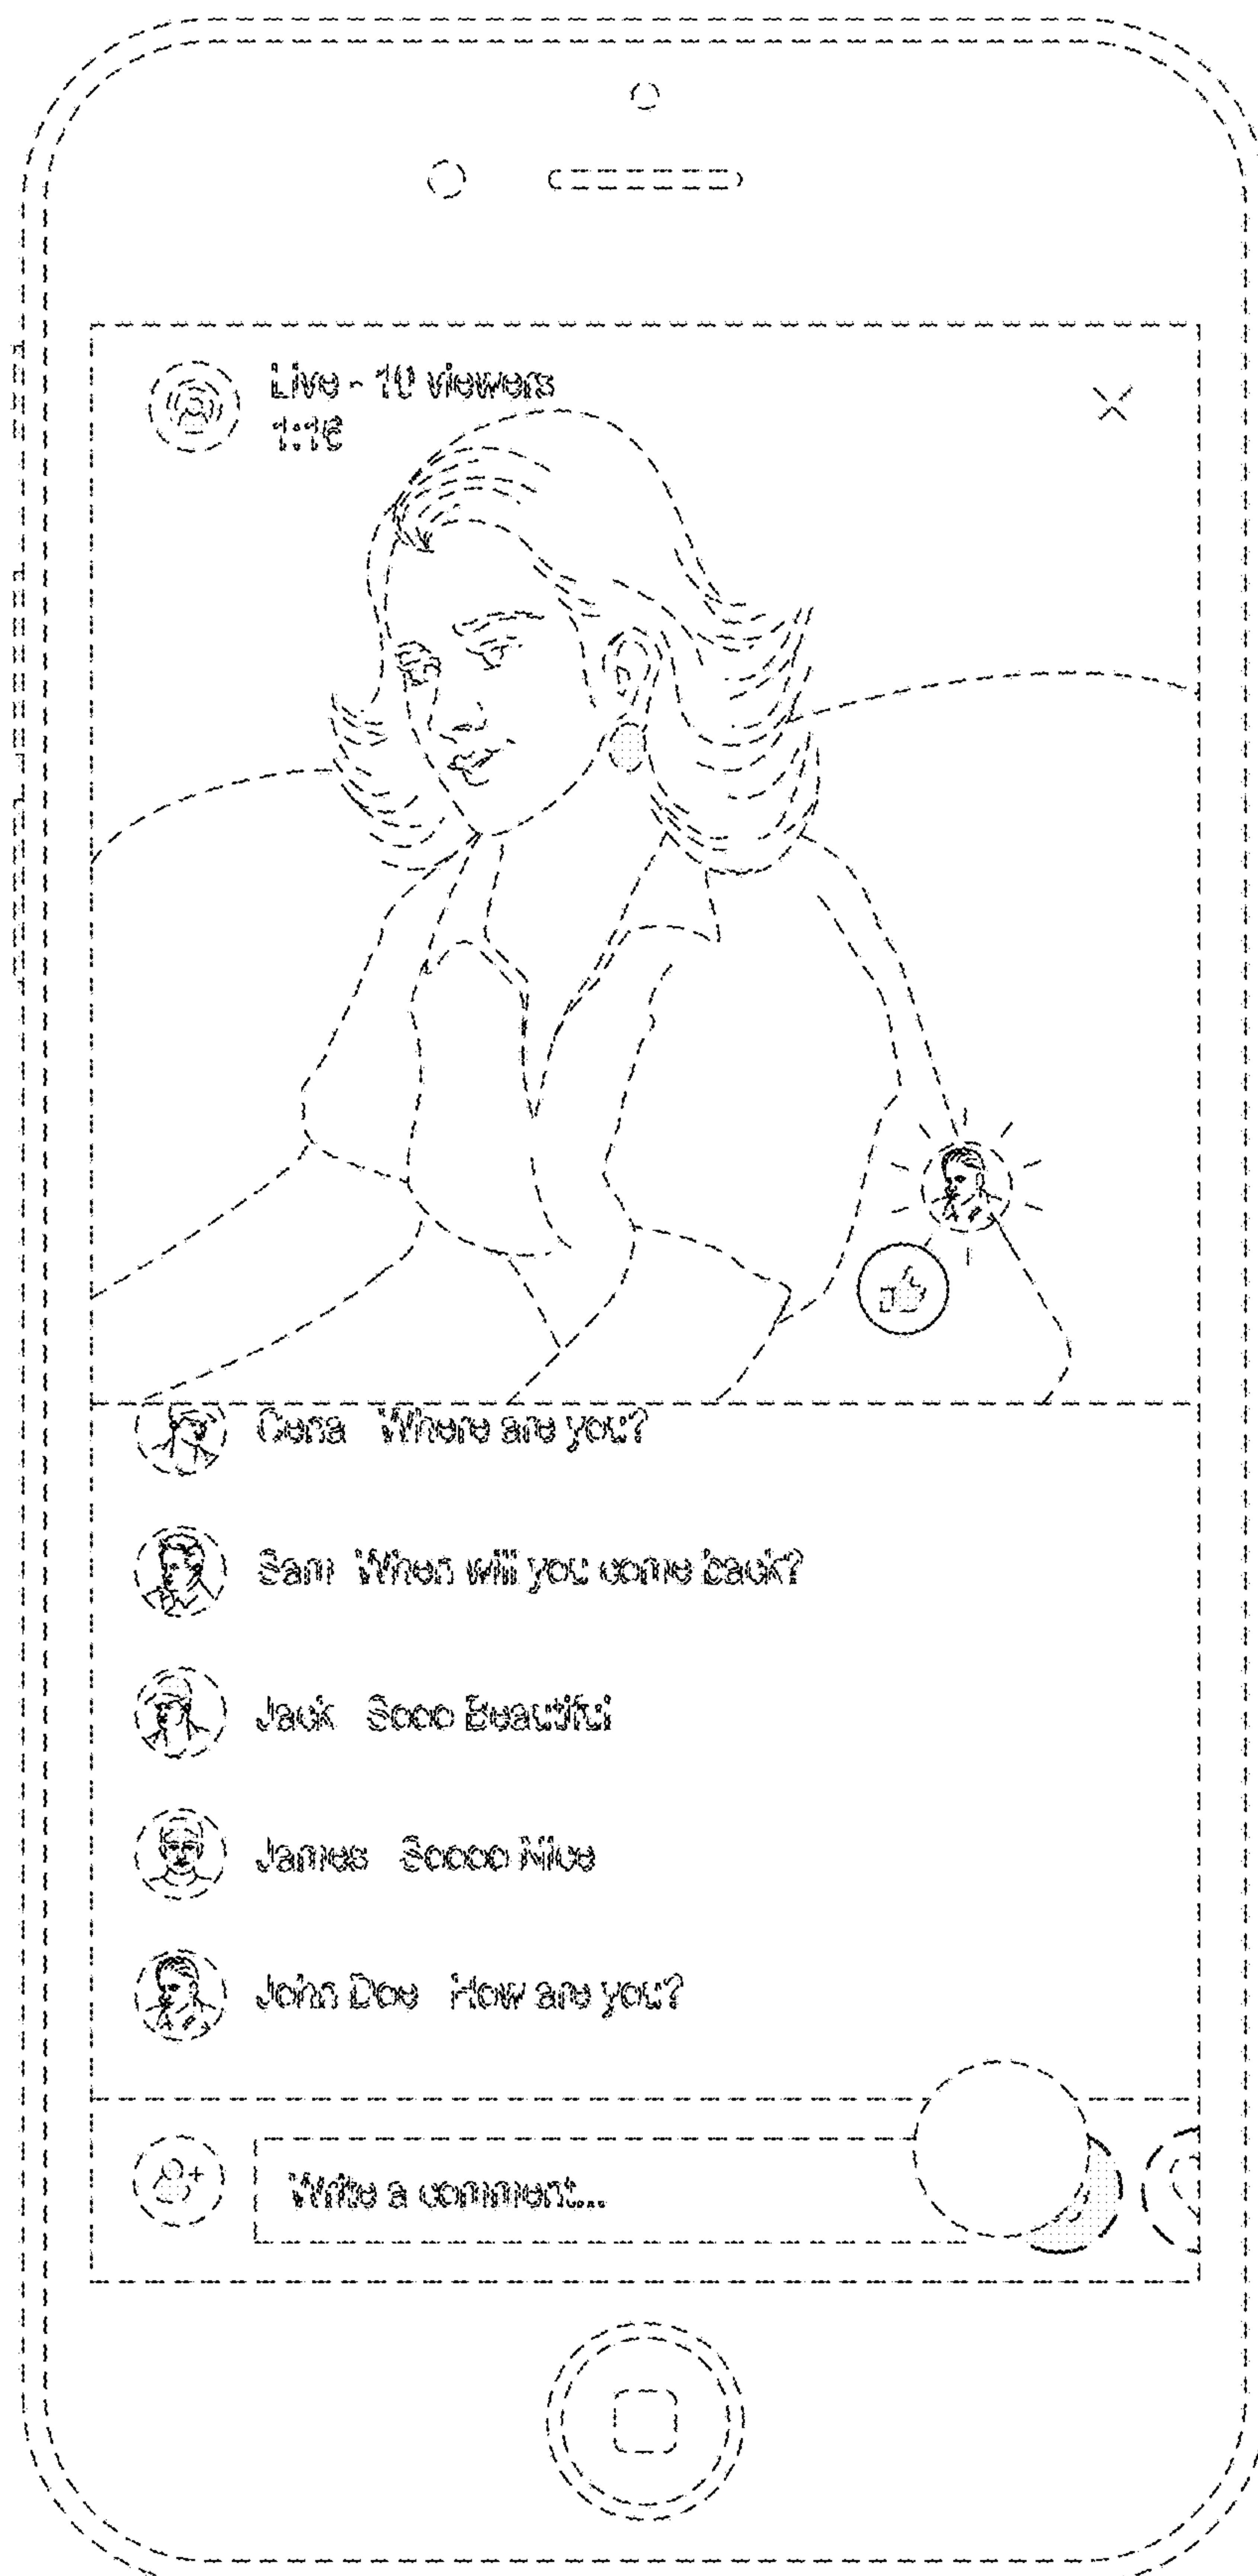 Live - 10 viewers
1:16
Cena Where are you?
Sam When will you come back?
Jack Sooo Beautiful
James Soooo Nice
John Doe How are you?
Write a comment...